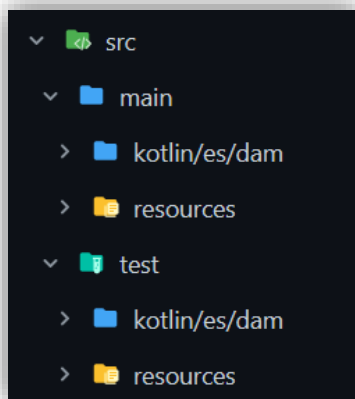 src
main
kotlin/es/dam
resources
test
kotlin/es/dam
resources